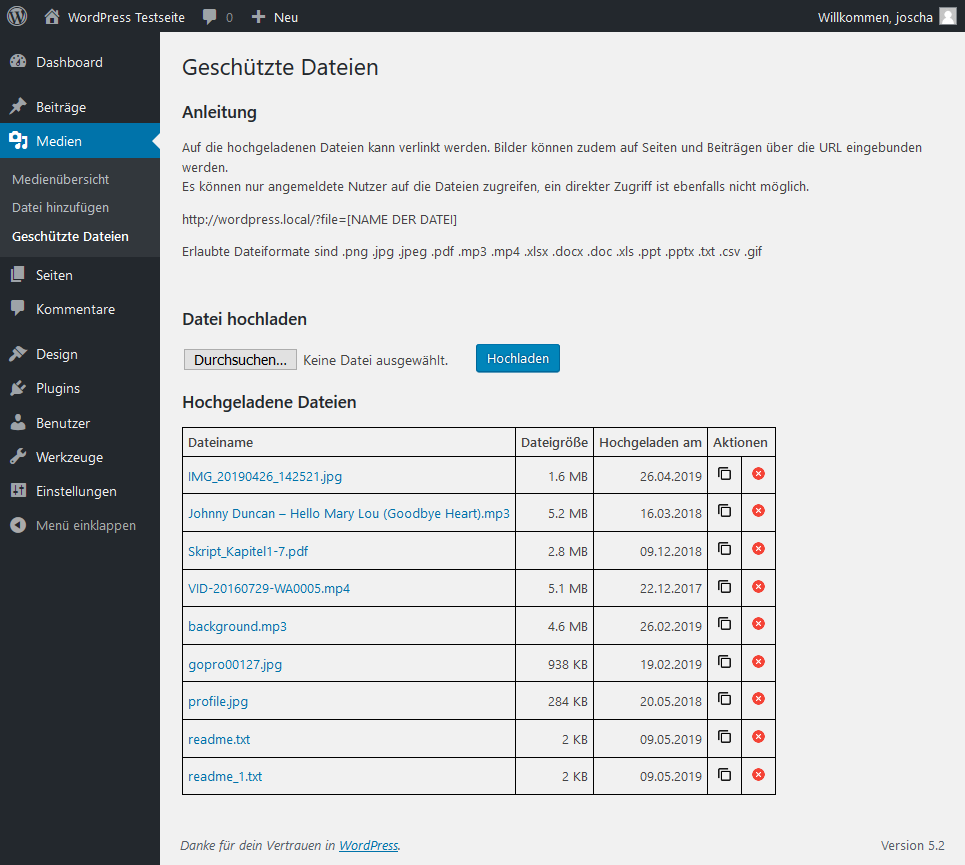 WordPress Testseite 0 Neu Willkommen, joscha
Dashboard
Beiträge
Medien
Medienübersicht
Datei hinzufügen
Geschützte Dateien
Seiten
Kommentare
Design
Plugins
Benutzer
Werkzeuge
Einstellungen
Menü einklappen
Geschützte Dateien
Anleitung
Auf die hochgeladenen Dateien kann verlinkt werden. Bilder können zudem auf Seiten und Beiträgen über die URL eingebunden
werden.
Es können nur angemeldete Nutzer auf die Dateien zugreifen, ein direkter Zugriff ist ebenfalls nicht möglich.
http://wordpress.local/?file=[NAME DER DATEI]
Erlaubte Dateiformate sind .png .jpg .jpeg .pdf .mp3 .mp4 .xlsx .docx .doc .xls .ppt .pptx .txt .csv .gif
Datei hochladen
Durchsuchen... Keine Datei ausgewählt. Hochladen
Hochgeladene Dateien
Dateiname Dateigröße Hochgeladen am Aktionen
IMG_20190426_142521.jpg 1.6 MB 26.04.2019
Johnny Duncan – Hello Mary Lou (Goodbye Heart).mp3 5.2 MB 16.03.2018
Skript_Kapitel1-7.pdf 2.8 MB 09.12.2018
VID-20160729-WA0005.mp4 5.1 MB 22.12.2017
background.mp3 4.6 MB 26.02.2019
gopro00127.jpg 938 KB 19.02.2019
profile.jpg 284 KB 20.05.2018
readme.txt 2 KB 09.05.2019
readme_1.txt 2 KB 09.05.2019
Danke für dein Vertrauen in WordPress. Version 5.2